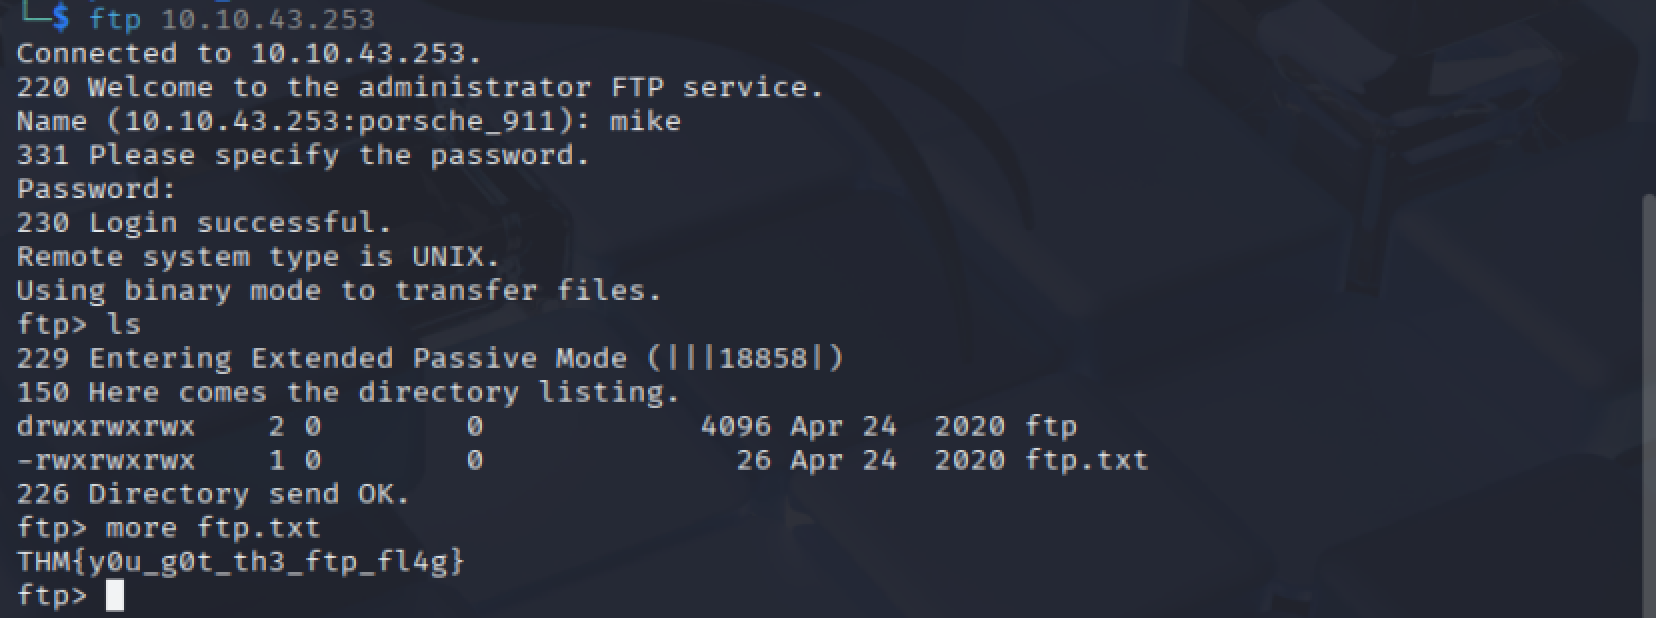 └─$ ftp 10.10.43.253
Connected to 10.10.43.253.
220 Welcome to the administrator FTP service.
Name (10.10.43.253:porsche_911): mike
331 Please specify the password.
Password:
230 Login successful.
Remote system type is UNIX.
Using binary mode to transfer files.
ftp> ls
229 Entering Extended Passive Mode (|||18858|)
150 Here comes the directory listing.
drwxrwxrwx    2 0        0            4096 Apr 24  2020 ftp
-rwxrwxrwx    1 0        0              26 Apr 24  2020 ftp.txt
226 Directory send OK.
ftp> more ftp.txt
THM{y0u_g0t_th3_ftp_fl4g}
ftp>